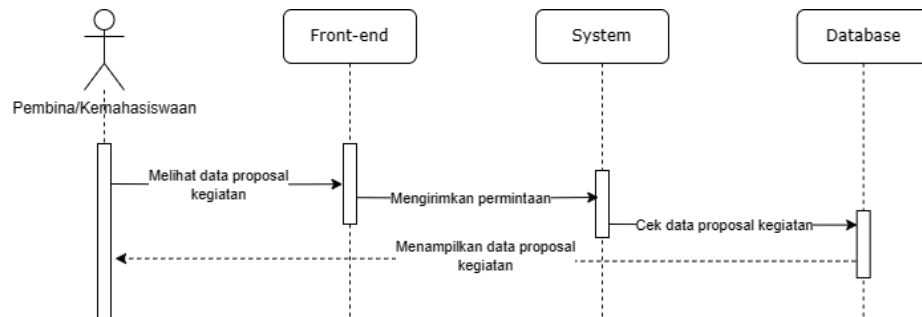 Front-end
System
Database
Pembina/Kemahasiswaan
Melihat data proposal
kegiatan
Mengirimkan permintaan
Cek data proposal kegiatan
Menampilkan data proposal
kegiatan